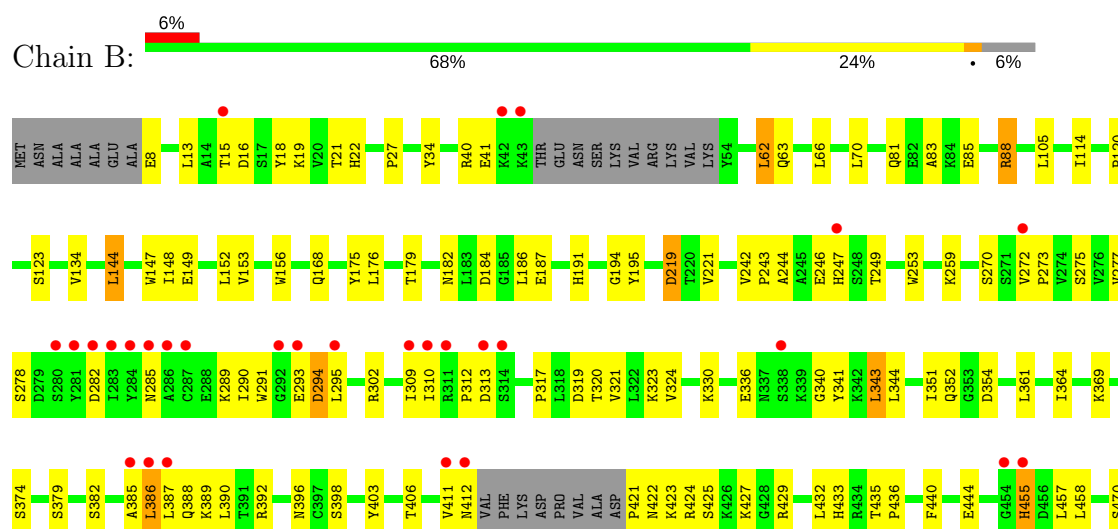 6%
Chain B:
68% 24% • 6%
MET ASN ALA ALA ALA GLU ALA E8 L13 A14 T15 D16 S17 Y18 K19 V20 T21 H22 P27 Y34 R40 E41 K42 K43 THR GLU ASN SER LYS VAL ARG LYS VAL LYS Y54 L62 Q63 L66 L70 Q81 E82 A83 K84 E85 R88 L105 I114
S123 V134 L144 W147 I148 E149 L152 V153 W156 Q168 Y175 L176 T179 N182 L183 D184 G185 L186 E187 H191 G194 Y195 D219 T220 V221 V242 P243 A244 A245 E246 H247 S248 T249 W253 K259 S270 S271 V272 P273 V274 S275 V276 V277
S278 D279 S280 Y281 D282 I283 Y284 N285 A286 C287 E288 K289 I290 W291 G292 E293 D294 L295 R302 I309 I310 R311 P312 D313 S314 P317 L318 D319 T320 V321 L322 K323 V324 K330 E336 N337 S338 K339 G340 Y341 K342 L343 L344 I351 Q352 G353 D354 L361 I364 K369
S374 S379 S382 A385 L386 L387 Q388 K389 L390 T391 R392 N396 C397 S398 Y403 T406 V411 N412 VAL PHE LYS ASP PRO VAL ALA ASP P421 N422 K423 R424 S425 K426 K427 G428 R429 L432 H433 R434 T435 P436 F440 E444 G454 H455 D456 L457 L458